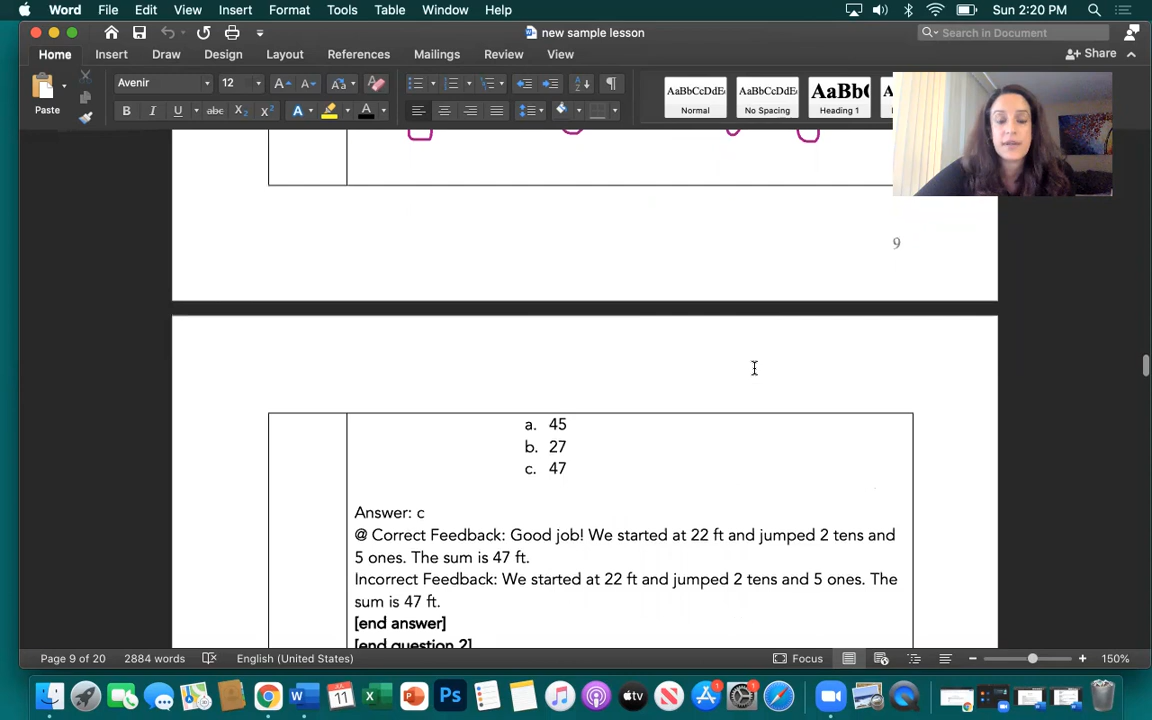 Word File Edit View Insert Format Tools Table Window Help Sun 2:20 PM
new sample lesson
Search in Document
Home Insert Draw Design Layout References Mailings Review View
Share
Paste
Avenir 12
AaBbCcDdEe AaBbCcDdEe AaBb(
Normal No Spacing Heading 1
9
a. 45
b. 27
c. 47
Answer: c
@ Correct Feedback: Good job! We started at 22 ft and jumped 2 tens and
5 ones. The sum is 47 ft.
Incorrect Feedback: We started at 22 ft and jumped 2 tens and 5 ones. The
sum is 47 ft.
[end answer]
[end question 2]
Page 9 of 20 2884 words English (United States) Focus 150%